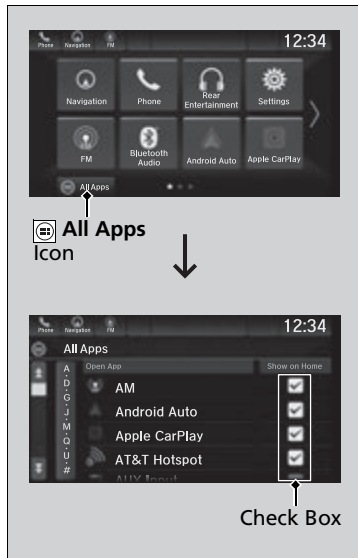 Phone Navigation FM 12:34
Navigation Phone Rear Entertainment Settings
FM Bluetooth Audio Android Auto Apple CarPlay
All Apps
All Apps
Icon
Phone Navigation FM 12:34
All Apps
Open App Show on Home
A
D
G
J
M
Q
U
#
AM
Android Auto
Apple CarPlay
AT&T Hotspot
AUX Input
Check Box